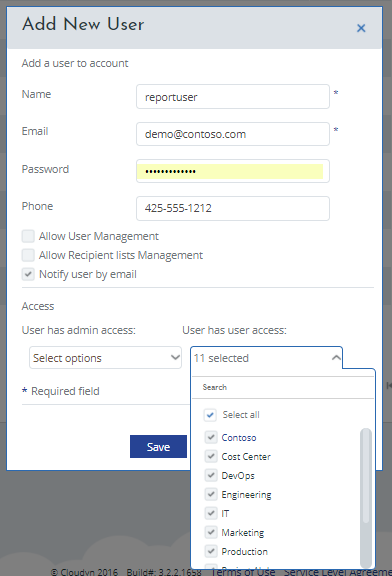 Add New User
×
Add a user to account
Name
reportuser
*
Email
demo@contoso.com
*
Password
•••••••••••••
Phone
425-555-1212
Allow User Management
Allow Recipient lists Management
Notify user by email
Access
User has admin access:
User has user access:
Select options
11 selected
* Required field
Search
Select all
Contoso
Cost Center
DevOps
Engineering
IT
Marketing
Production
Save
© Cloudyn 2016 Build#: 3.2.2.1658 Terms of Use Service Level Agreeme